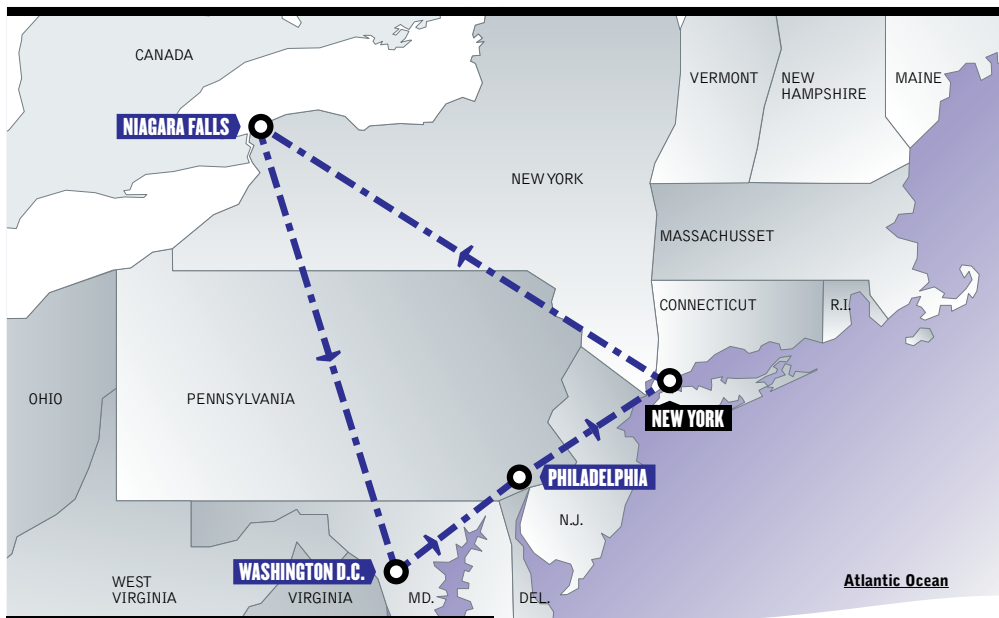 CANADA
VERMONT
NEW
HAMPSHIRE
MAINE
NIAGARA FALLS
NEW YORK
MASSACHUSSET
CONNECTICUT
R.I.
OHIO
PENNSYLVANIA
NEW YORK
PHILADELPHIA
N.J.
WASHINGTON D.C.
WEST
VIRGINIA
VIRGINIA
MD.
DEL.
Atlantic Ocean